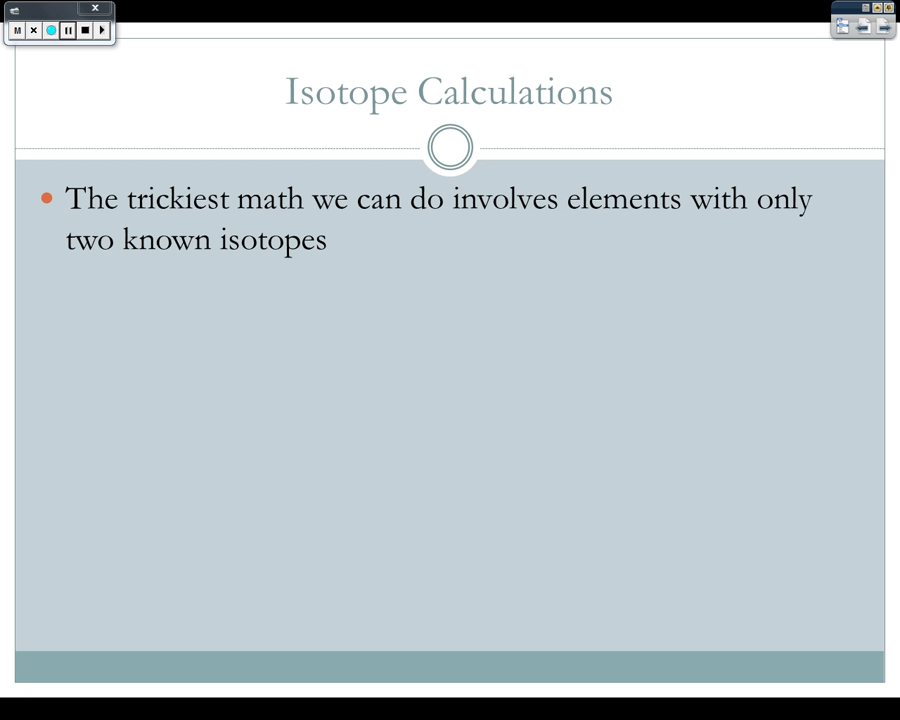 M
Isotope Calculations
The trickiest math we can do involves elements with only
two known isotopes